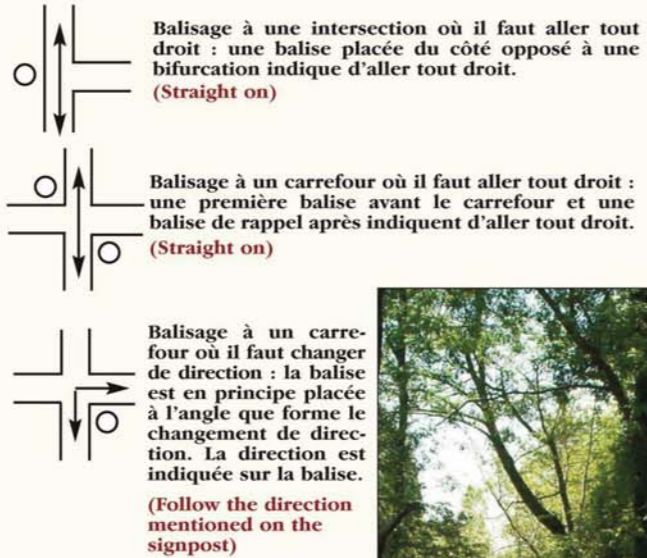 Balisage à une intersection où il faut aller tout
droit : une balise placée du côté opposé à une
bifurcation indique d'aller tout droit.
(Straight on)
Balisage à un carrefour où il faut aller tout droit :
une première balise avant le carrefour et une
balise de rappel après indiquent d'aller tout droit.
(Straight on)
Balisage à un carre-
four où il faut changer
de direction : la balise
est en principe placée
à l'angle que forme le
changement de direc-
tion. La direction est
indiquée sur la balise.
(Follow the direction
mentioned on the
signpost)